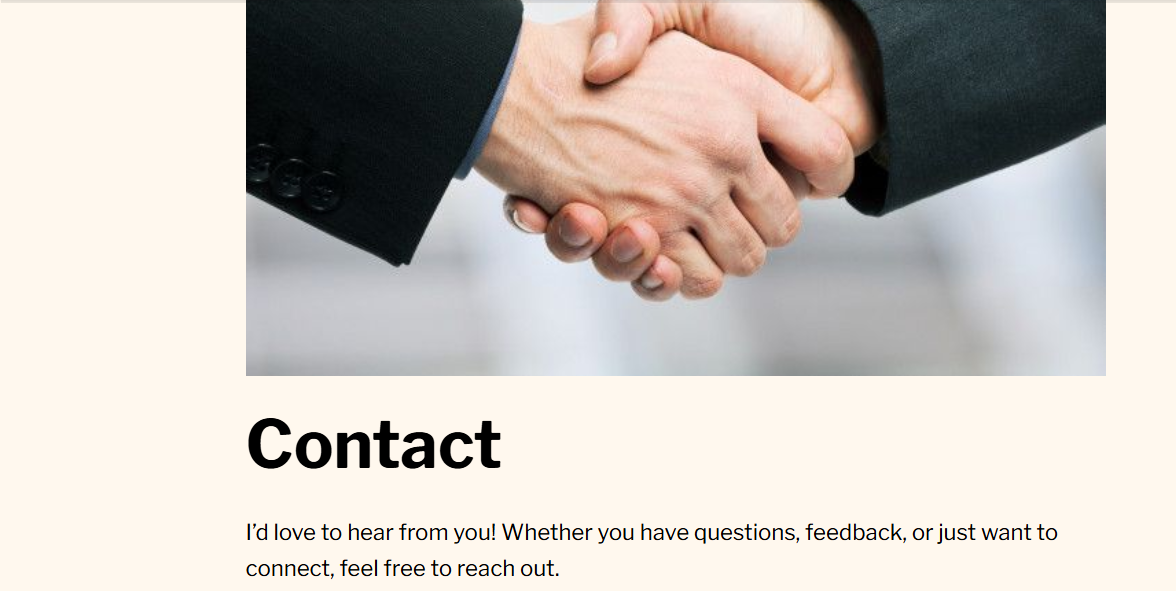 Contact
I’d love to hear from you! Whether you have questions, feedback, or just want to
connect, feel free to reach out.